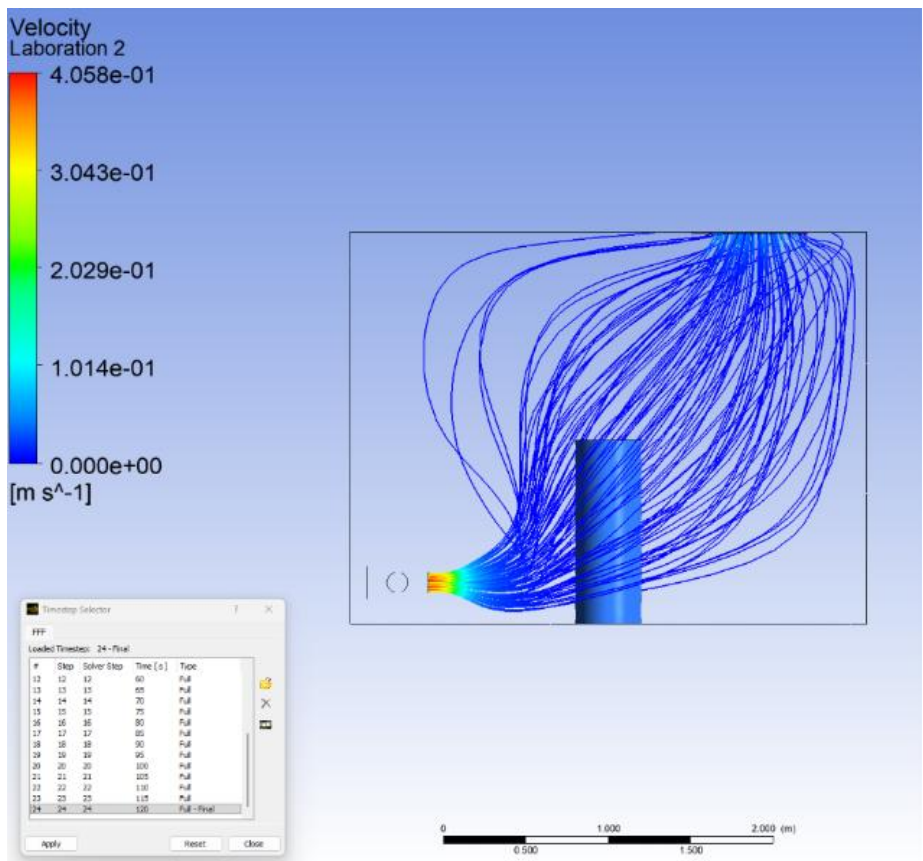 Velocity
Laboration 2
4.058e-01
3.043e-01
2.029e-01
1.014e-01
0.000e+00
[m s^-1]
Timestep Selector
FFF
Loaded Timestep: 24 - Final
# Step Solver Step Time [ s ] Type
12 12 12 60 Full
13 13 13 65 Full
14 14 14 70 Full
15 15 15 75 Full
16 16 16 80 Full
17 17 17 85 Full
18 18 18 90 Full
19 19 19 95 Full
20 20 20 100 Full
21 21 21 105 Full
22 22 22 110 Full
23 23 23 115 Full
24 24 24 120 Full - Final
Apply Reset Close
0 1.000 2.000 (m)
0.500 1.500